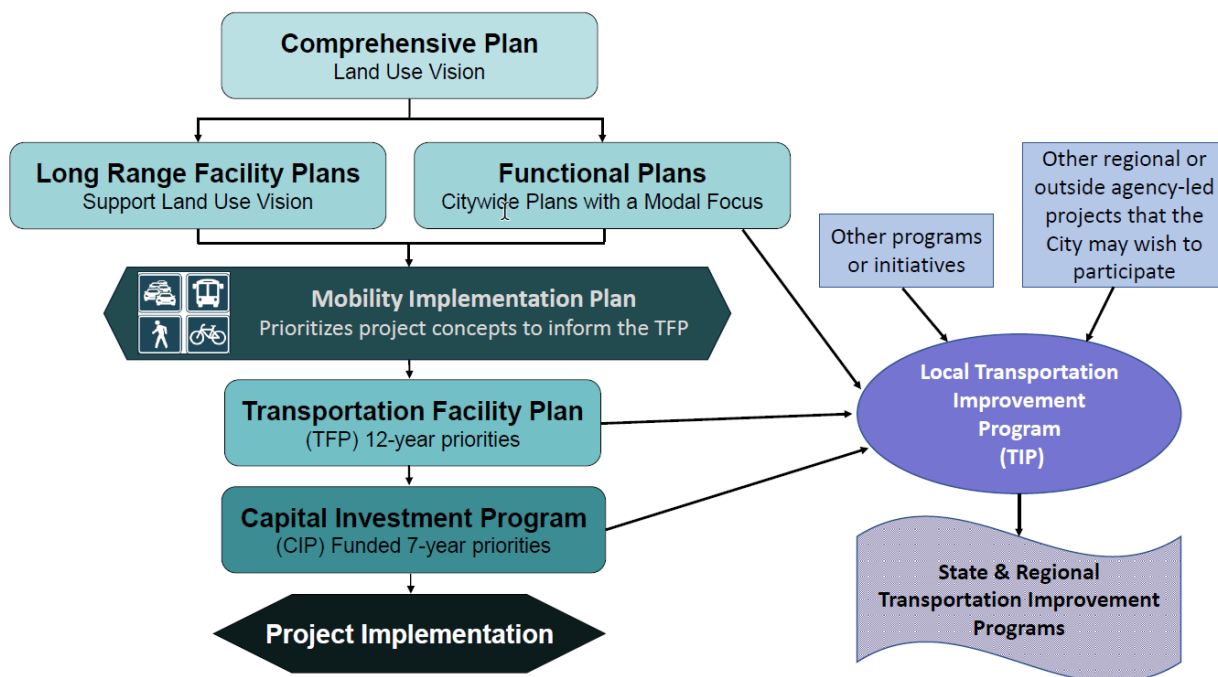 Comprehensive Plan
Land Use Vision
Long Range Facility Plans
Support Land Use Vision
Functional Plans
Citywide Plans with a Modal Focus
Other programs
or initiatives
Other regional or
outside agency-led
projects that the
City may wish to
participate
Mobility Implementation Plan
Prioritizes project concepts to inform the TFP
Transportation Facility Plan
(TFP) 12-year priorities
Local Transportation
Improvement
Program
(TIP)
Capital Investment Program
(CIP) Funded 7-year priorities
Project Implementation
State & Regional
Transportation Improvement
Programs